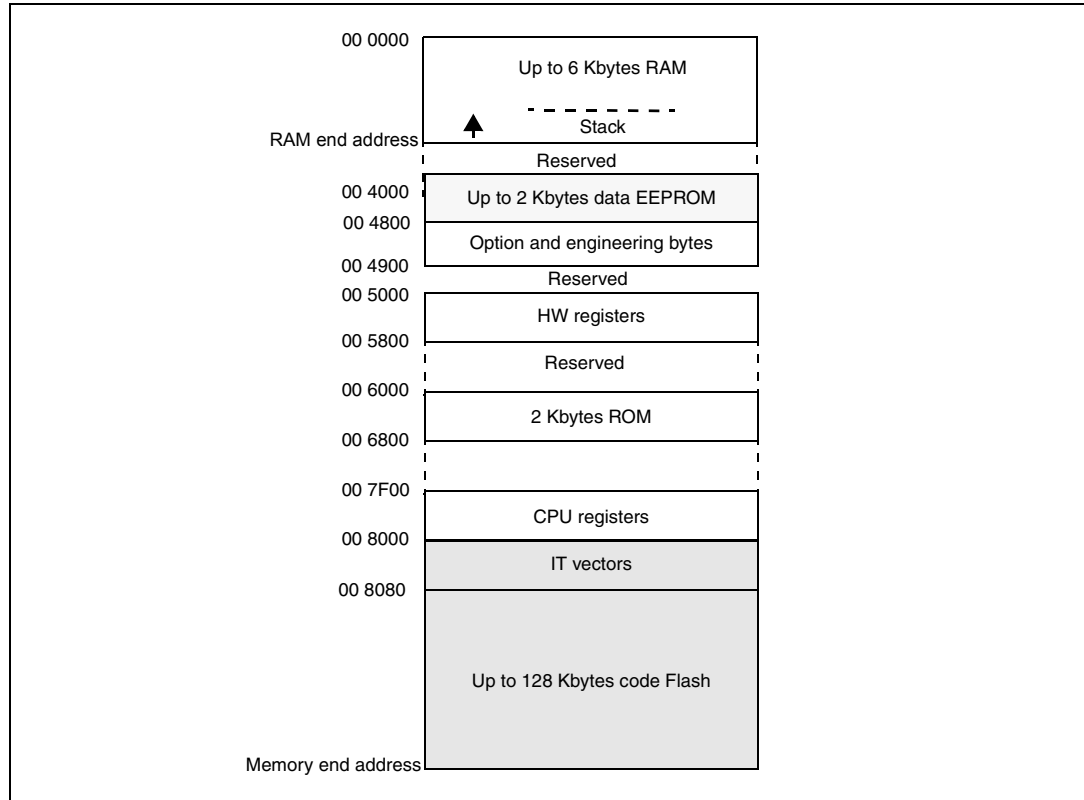 00 0000
Up to 6 Kbytes RAM
Stack
RAM end address
Reserved
00 4000
Up to 2 Kbytes data EEPROM
00 4800
Option and engineering bytes
00 4900
Reserved
00 5000
HW registers
00 5800
Reserved
00 6000
2 Kbytes ROM
00 6800
00 7F00
CPU registers
00 8000
IT vectors
00 8080
Up to 128 Kbytes code Flash
Memory end address